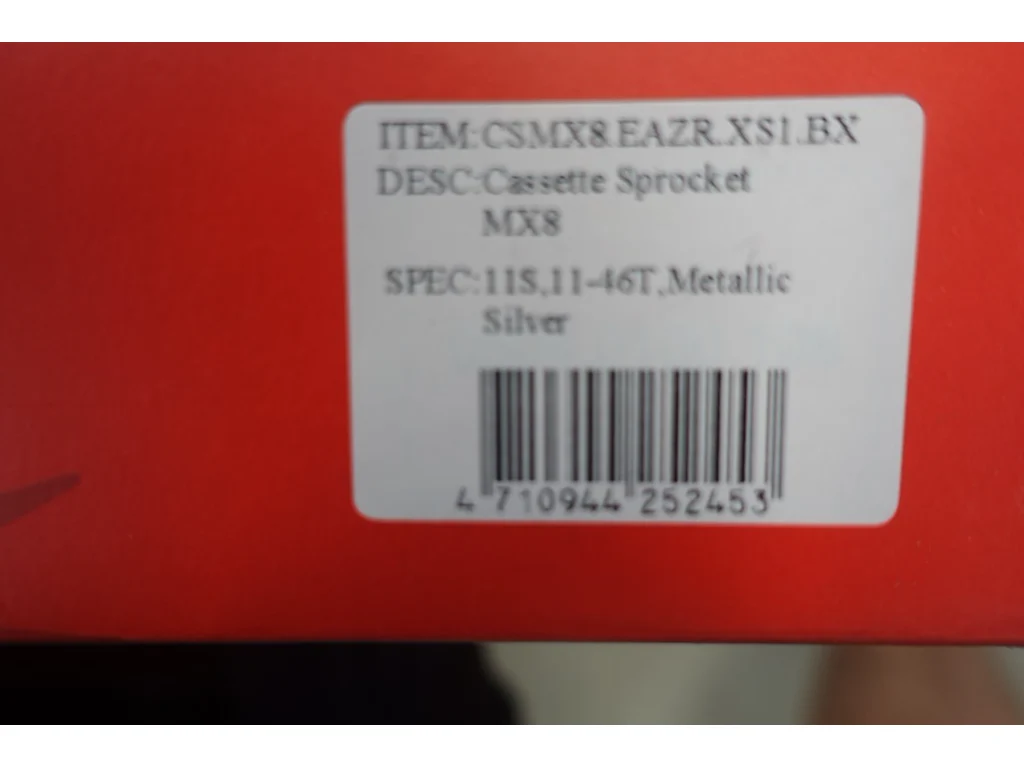 ITEM:CSMX8.EAZR.XS1.BX
DESC:Cassette Sprocket
MX8
SPEC:11S,11-46T,Metallic
Silver
4 710944 252453